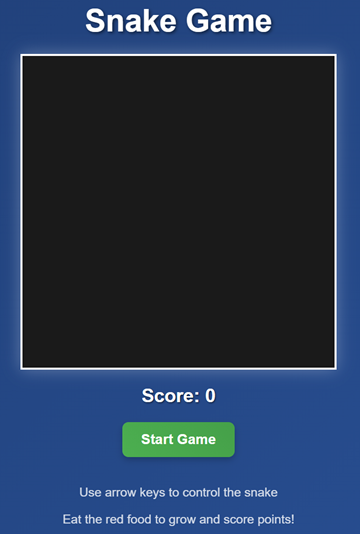 Snake Game
Score: 0
Start Game
Use arrow keys to control the snake
Eat the red food to grow and score points!